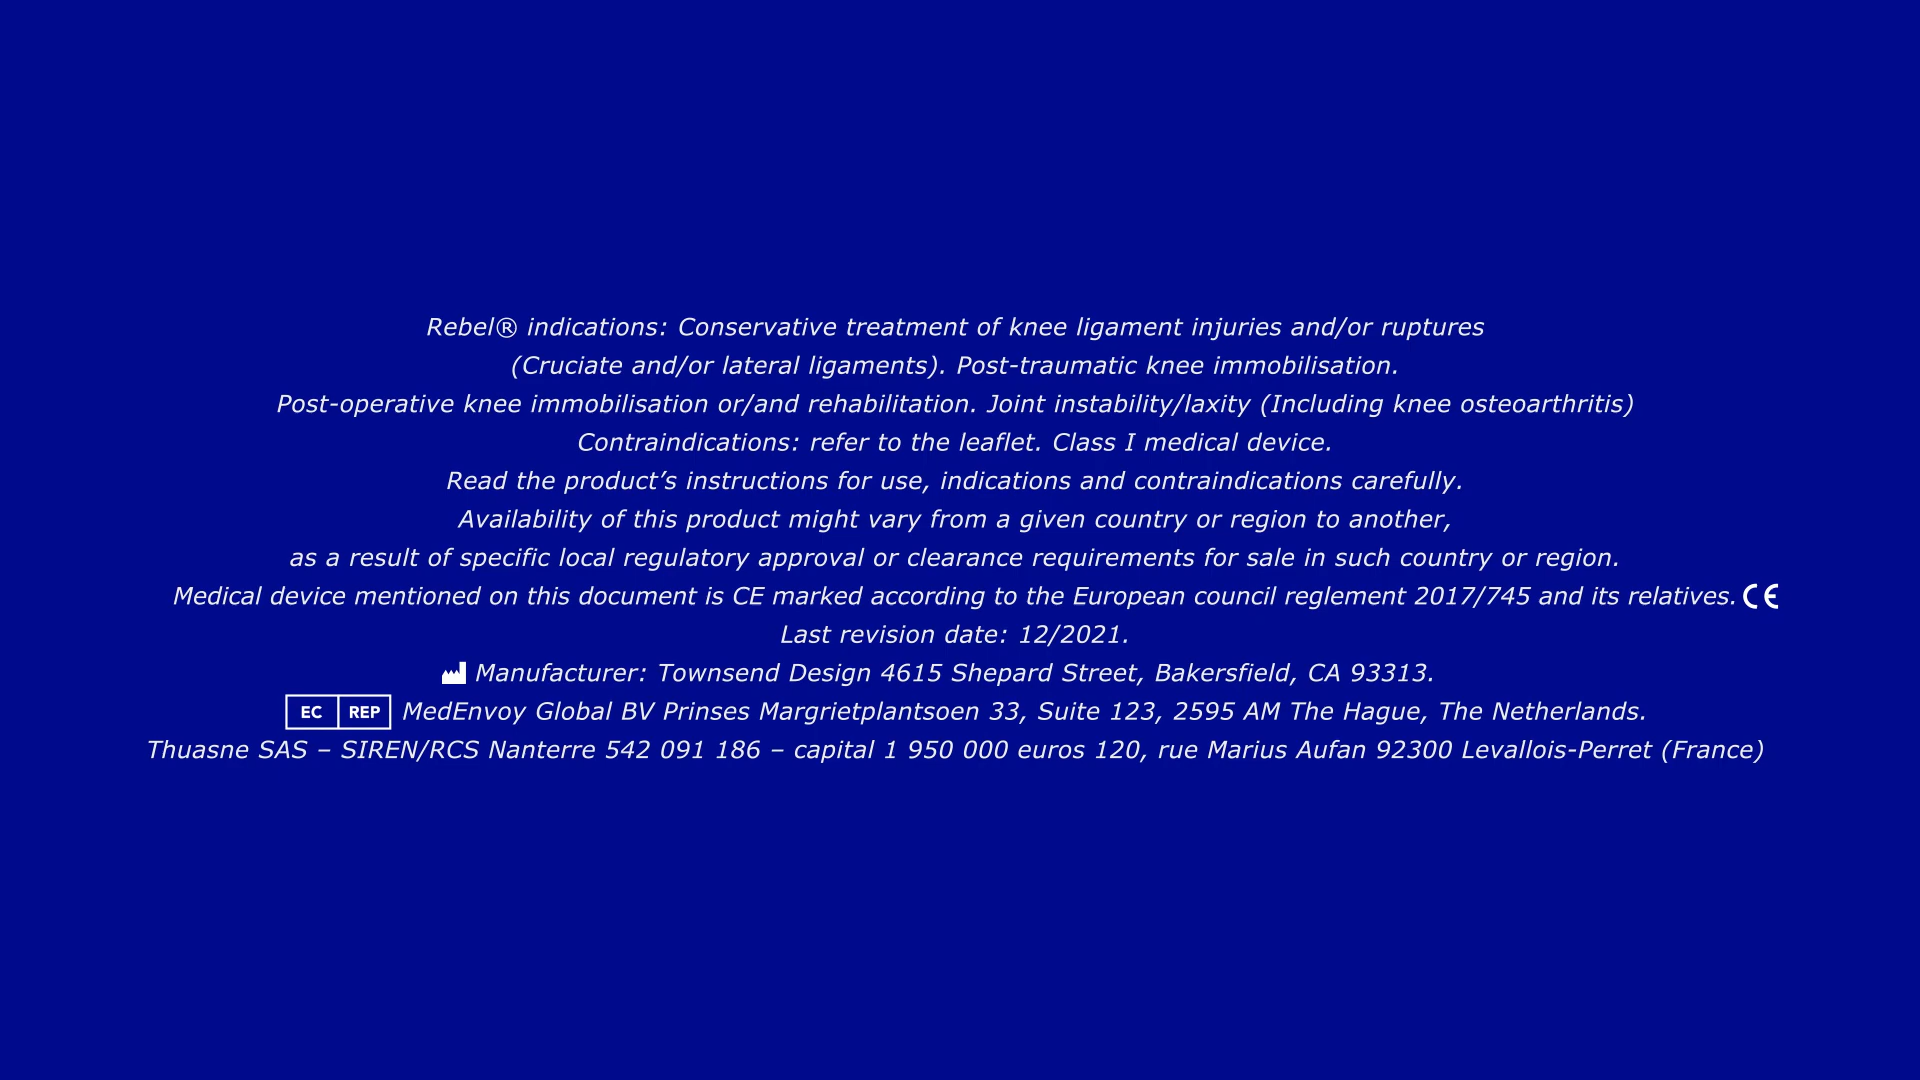 Rebel® indications: Conservative treatment of knee ligament injuries and/or ruptures
(Cruciate and/or lateral ligaments). Post-traumatic knee immobilisation.
Post-operative knee immobilisation or/and rehabilitation. Joint instability/laxity (Including knee osteoarthritis)
Contraindications: refer to the leaflet. Class I medical device.
Read the product’s instructions for use, indications and contraindications carefully.
Availability of this product might vary from a given country or region to another,
as a result of specific local regulatory approval or clearance requirements for sale in such country or region.
Medical device mentioned on this document is CE marked according to the European council reglement 2017/745 and its relatives. CE
Last revision date: 12/2021.
Manufacturer: Townsend Design 4615 Shepard Street, Bakersfield, CA 93313.
EC REP MedEnvoy Global BV Prinses Margrietplantsoen 33, Suite 123, 2595 AM The Hague, The Netherlands.
Thuasne SAS – SIREN/RCS Nanterre 542 091 186 – capital 1 950 000 euros 120, rue Marius Aufan 92300 Levallois-Perret (France)